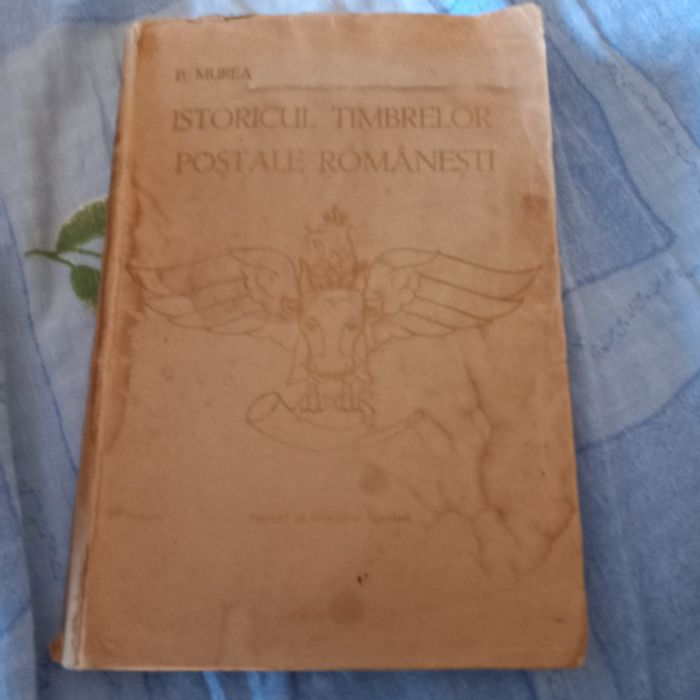 P. MUREA
ISTORICUL TIMBRELOR
POȘTALE ROMÂNEȘTI